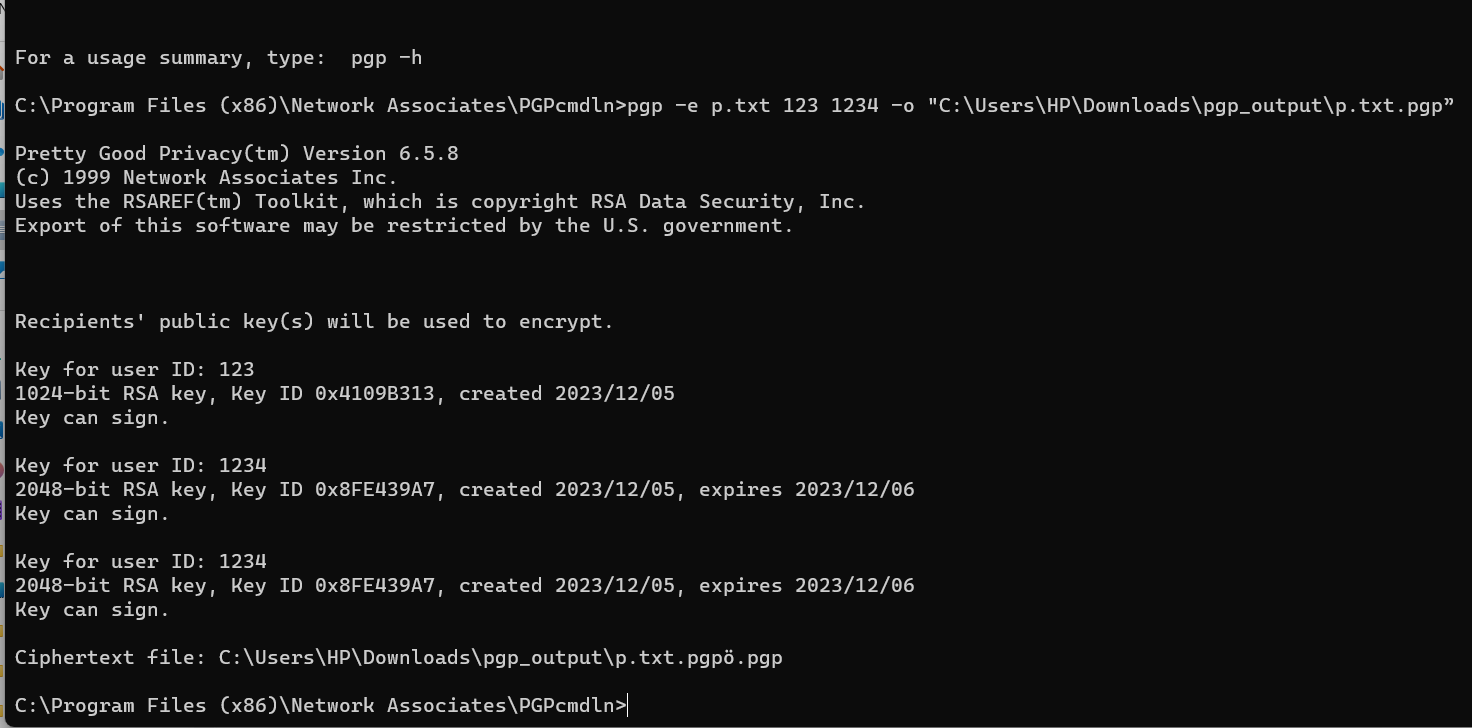 For a usage summary, type:  pgp -h
C:\Program Files (x86)\Network Associates\PGPcmdln>pgp -e p.txt 123 1234 -o "C:\Users\HP\Downloads\pgp_output\p.txt.pgp”
Pretty Good Privacy(tm) Version 6.5.8
(c) 1999 Network Associates Inc.
Uses the RSAREF(tm) Toolkit, which is copyright RSA Data Security, Inc.
Export of this software may be restricted by the U.S. government.
Recipients' public key(s) will be used to encrypt.
Key for user ID: 123
1024-bit RSA key, Key ID 0x4109B313, created 2023/12/05
Key can sign.
Key for user ID: 1234
2048-bit RSA key, Key ID 0x8FE439A7, created 2023/12/05, expires 2023/12/06
Key can sign.
Key for user ID: 1234
2048-bit RSA key, Key ID 0x8FE439A7, created 2023/12/05, expires 2023/12/06
Key can sign.
Ciphertext file: C:\Users\HP\Downloads\pgp_output\p.txt.pgpö.pgp
C:\Program Files (x86)\Network Associates\PGPcmdln>